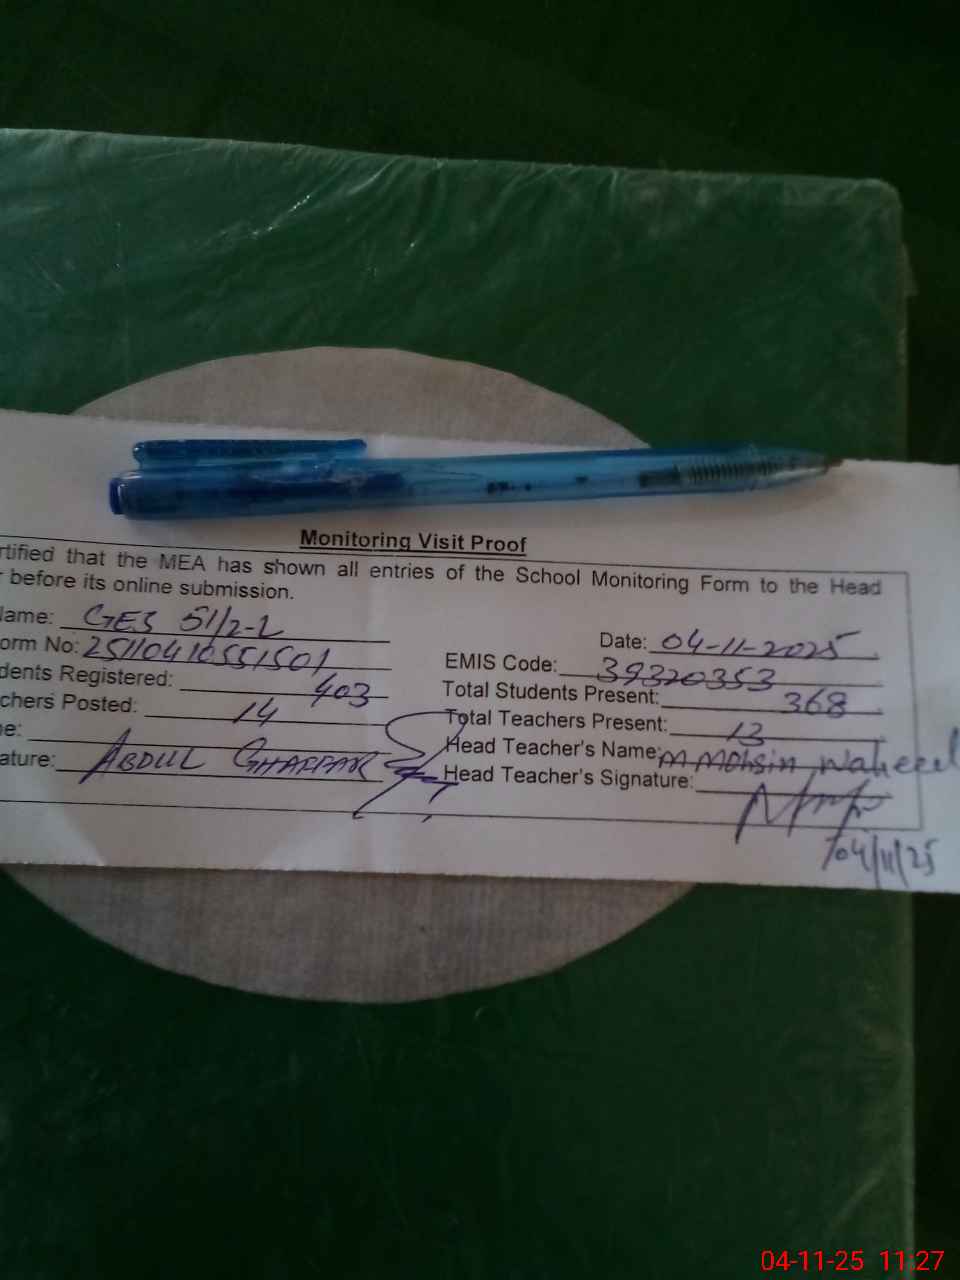 Monitoring Visit Proof
rtified that the MEA has shown all entries of the School Monitoring Form to the Head
r before its online submission.
Name: GES 51/2-L
Date: 04-11-2025
orm No: 25110410551501
EMIS Code: 39320353
dents Registered: 403
Total Students Present: 368
chers Posted: 14
Total Teachers Present: 13
e: ABDUL GHAFFAR
Head Teacher's Name: M Mohsin Waheed
ature:
Head Teacher's Signature:
04/11/25
04-11-25 11:27